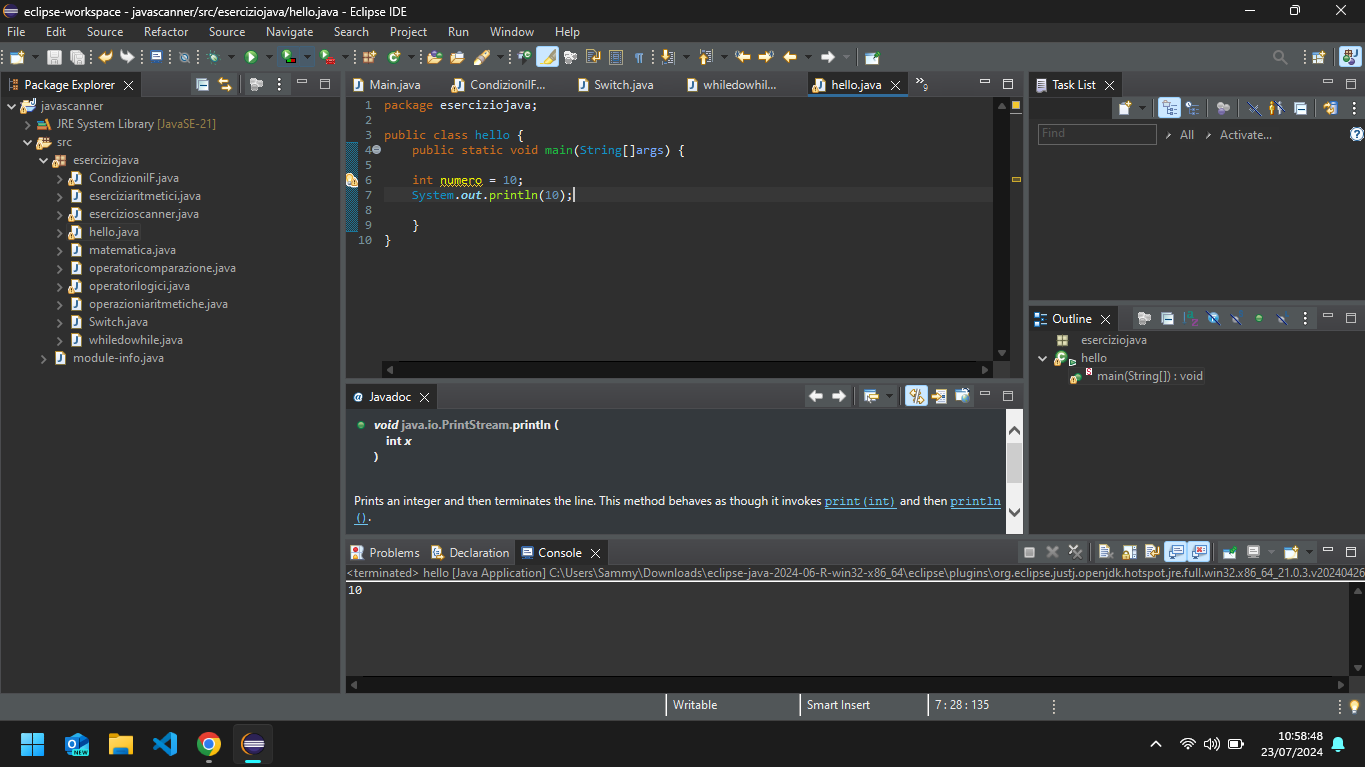 eclipse-workspace - javascanner/src/eserciziojava/hello.java - Eclipse IDE
File Edit Source Refactor Source Navigate Search Project Run Window Help
Package Explorer
javascanner
JRE System Library [JavaSE-21]
src
eserciziojava
CondizioniIF.java
eserciziaritmetici.java
esercizioscanner.java
hello.java
matematica.java
operatoricomparazione.java
operatorilogici.java
operazioniaritmetiche.java
Switch.java
whiledowhile.java
module-info.java
Main.java CondizioniIF... Switch.java whiledowhil... hello.java »9
1 package eserciziojava;
2
3 public class hello {
4 public static void main(String[]args) {
5
6 int numero = 10;
7 System.out.println(10);
8
9 }
10 }
Javadoc
void java.io.PrintStream.println (
int x
)
Prints an integer and then terminates the line. This method behaves as though it invokes print(int) and then println
().
Problems Declaration Console
<terminated> hello [Java Application] C:\Users\Sammy\Downloads\eclipse-java-2024-06-R-win32-x86_64\eclipse\plugins\org.eclipse.justj.openjdk.hotspot.jre.full.win32.x86_64_21.0.3.v20240426
10
Task List
Find All Activate...
Outline
eserciziojava
hello
main(String[]) : void
Writable Smart Insert 7 : 28 : 135
NEW
10:58:48
23/07/2024